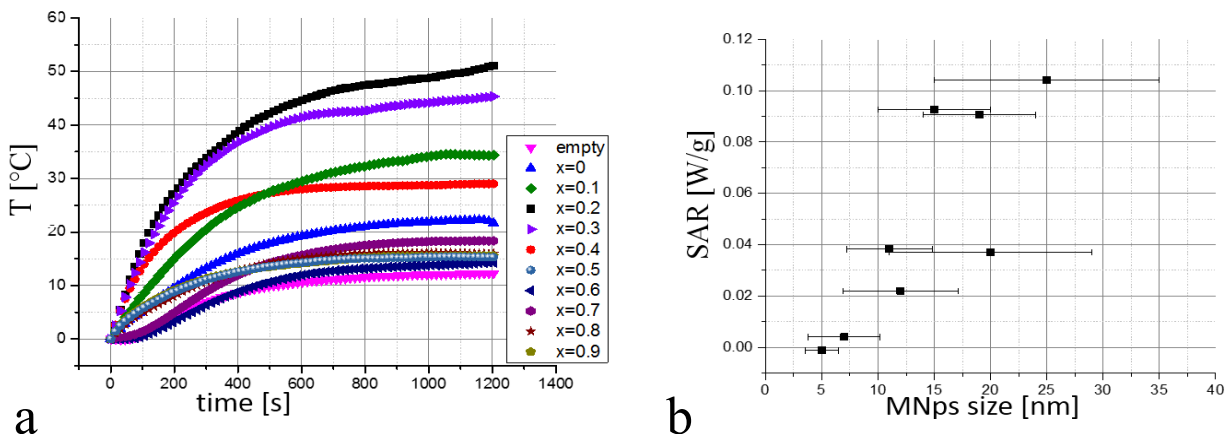 60
50
40
30
20
10
0
T [°C]
0 200 400 600 800 1000 1200 1400
time [s]
empty
x=0
x=0.1
x=0.2
x=0.3
x=0.4
x=0.5
x=0.6
x=0.7
x=0.8
x=0.9
a
0.12
0.10
0.08
0.06
0.04
0.02
0.00
SAR [W/g]
0 5 10 15 20 25 30 35 40
MNps size [nm]
b